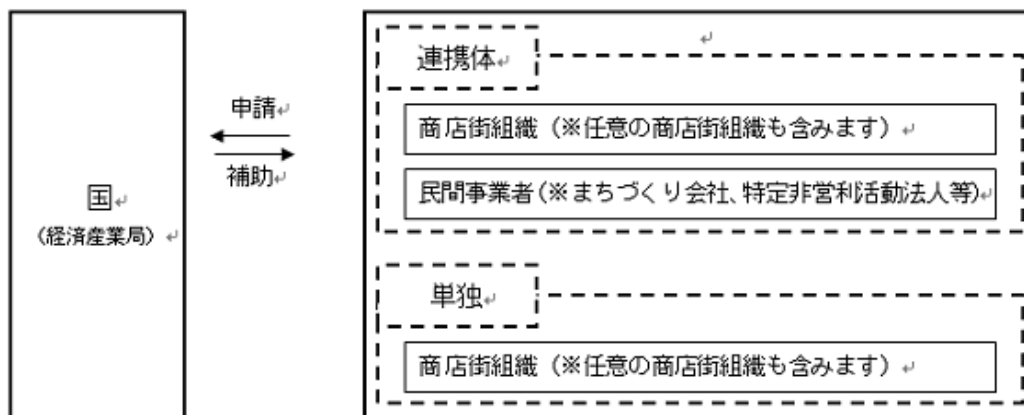 国
（経済産業局）
申請
補助
連携体
商店街組織（※任意の商店街組織も含みます）
民間事業者（※まちづくり会社、特定非営利活動法人等）
単独
商店街組織（※任意の商店街組織も含みます）